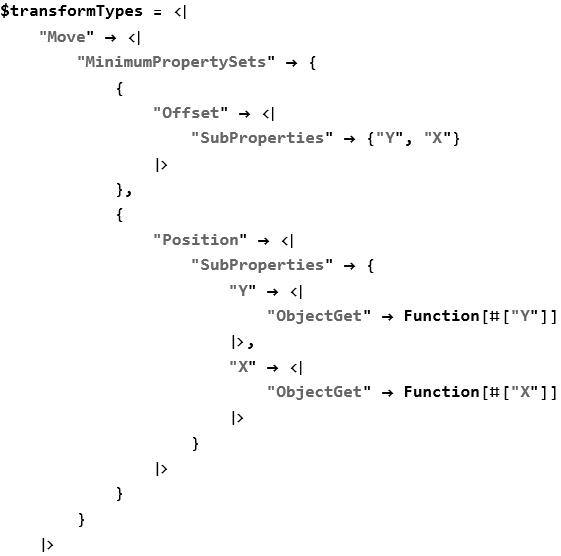 $transformTypes = <|
"Move" → <|
"MinimumPropertySets" → {
{
"Offset" → <|
"SubProperties" → {"Y", "X"}
|>
},
{
"Position" → <|
"SubProperties" → {
"Y" → <|
"ObjectGet" → Function[#["Y"]]
|>,
"X" → <|
"ObjectGet" → Function[#["X"]]
|>
}
|>
}
}
|>